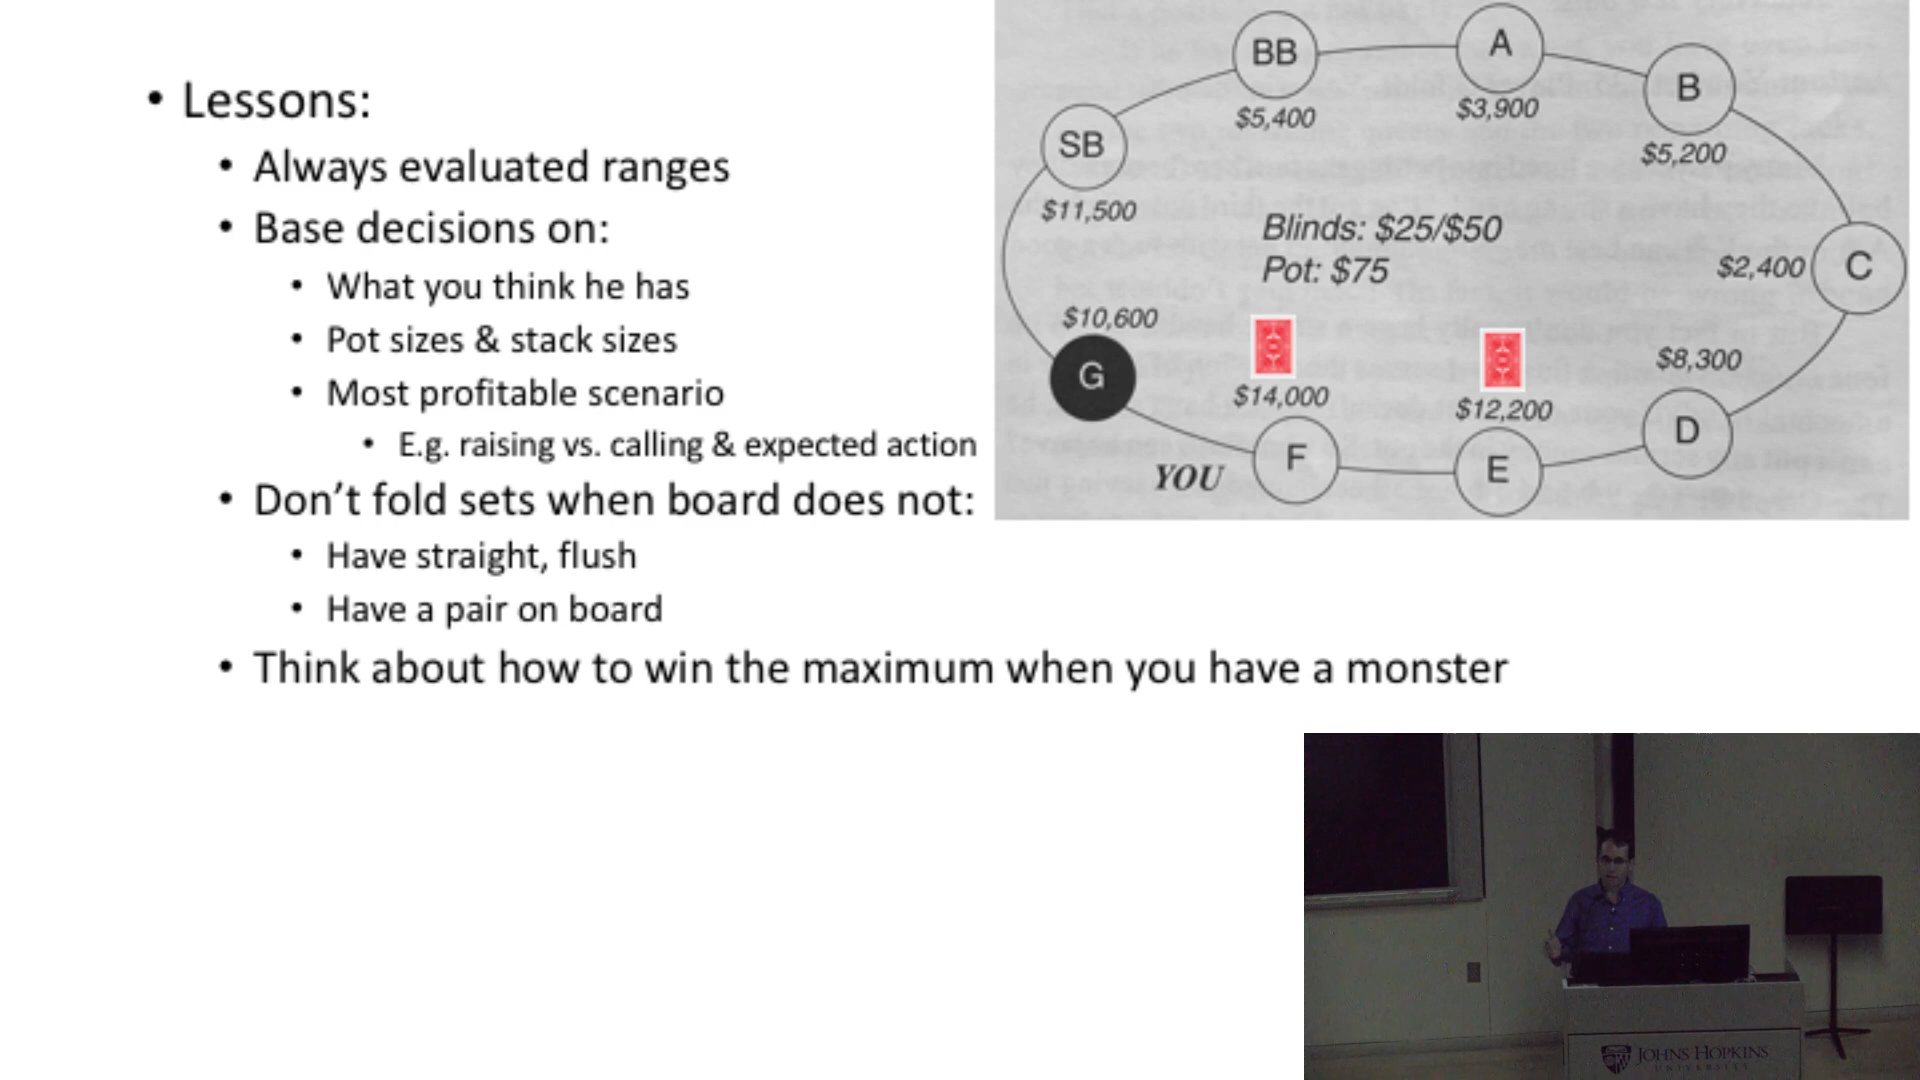 • Lessons:
• Always evaluated ranges
• Base decisions on:
• What you think he has
• Pot sizes & stack sizes
• Most profitable scenario
• E.g. raising vs. calling & expected action
• Don't fold sets when board does not:
• Have straight, flush
• Have a pair on board
• Think about how to win the maximum when you have a monster
BB
$5,400
A
$3,900
B
$5,200
SB
$11,500
Blinds: $25/$50
Pot: $75
$2,400
C
$10,600
G
$14,000
$12,200
$8,300
D
YOU
F
E
JOHNS HOPKINS
UNIVERSITY